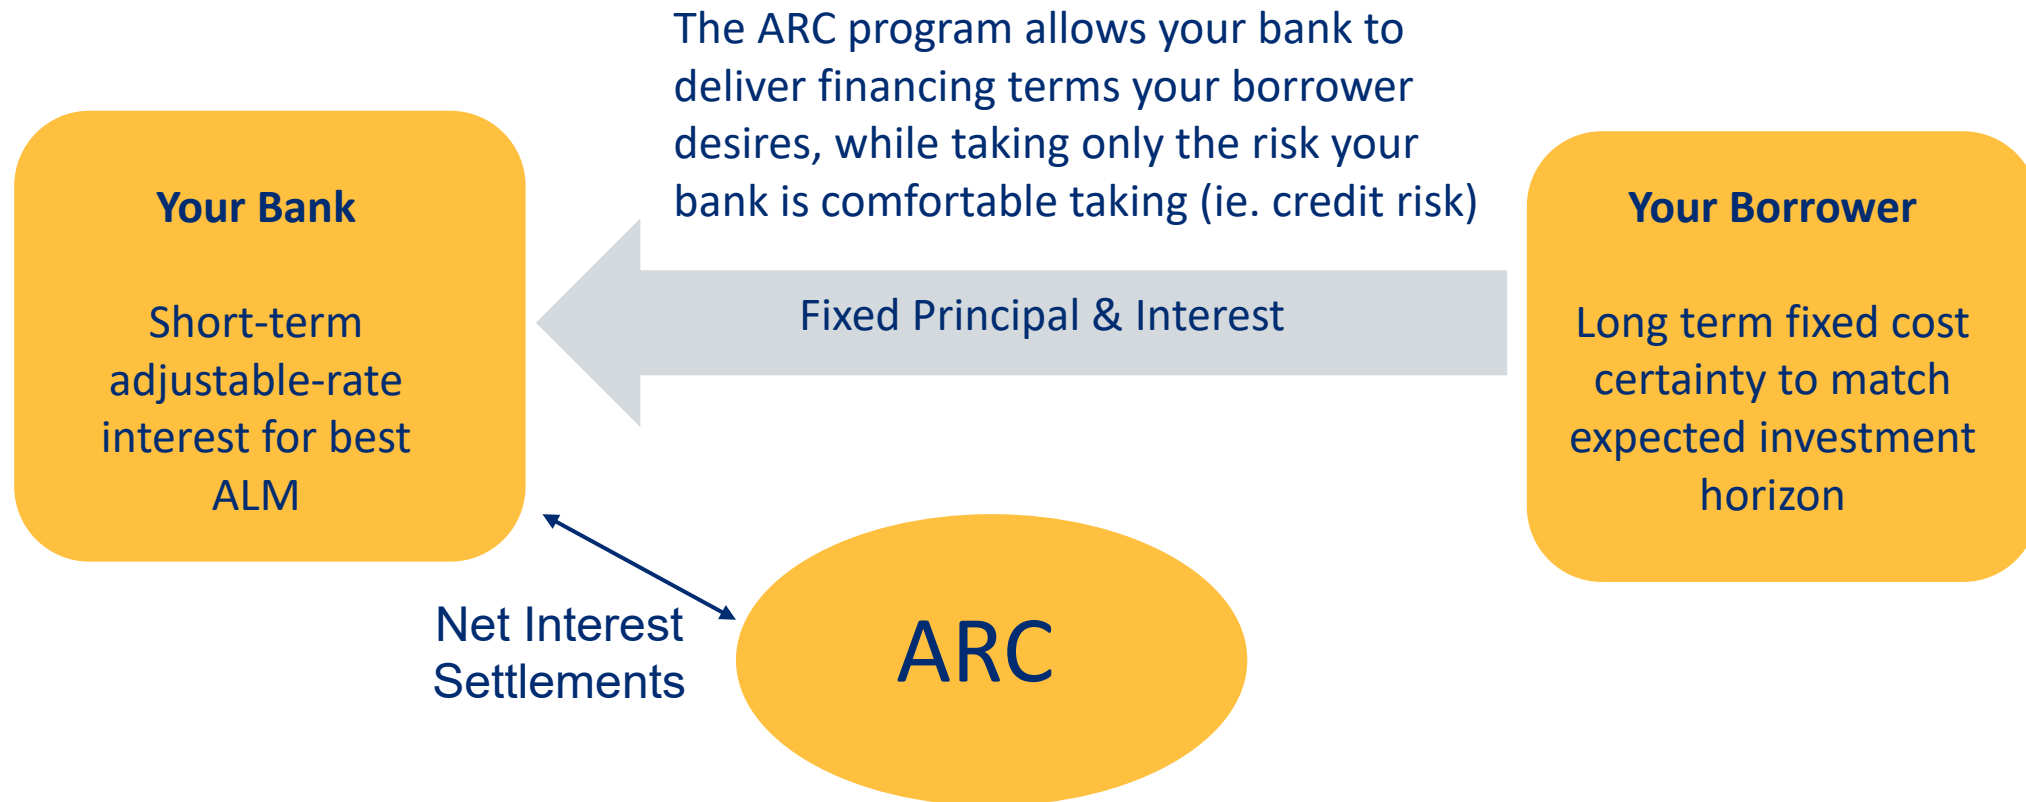 The ARC program allows your bank to
deliver financing terms your borrower
desires, while taking only the risk your
bank is comfortable taking (ie. credit risk)
Your Bank
Short-term
adjustable-rate
interest for best
ALM
Fixed Principal & Interest
Your Borrower
Long term fixed cost
certainty to match
expected investment
horizon
Net Interest
Settlements
ARC